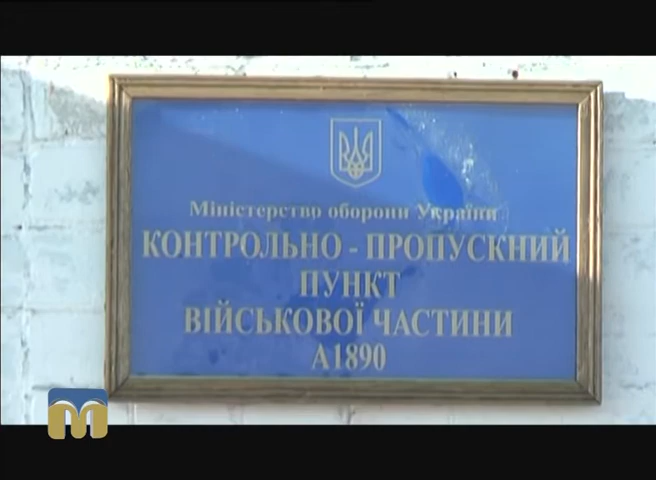 Міністерство оборони України
КОНТРОЛЬНО - ПРОПУСКНИЙ
ПУНКТ
ВІЙСЬКОВОЇ ЧАСТИНИ
А1890